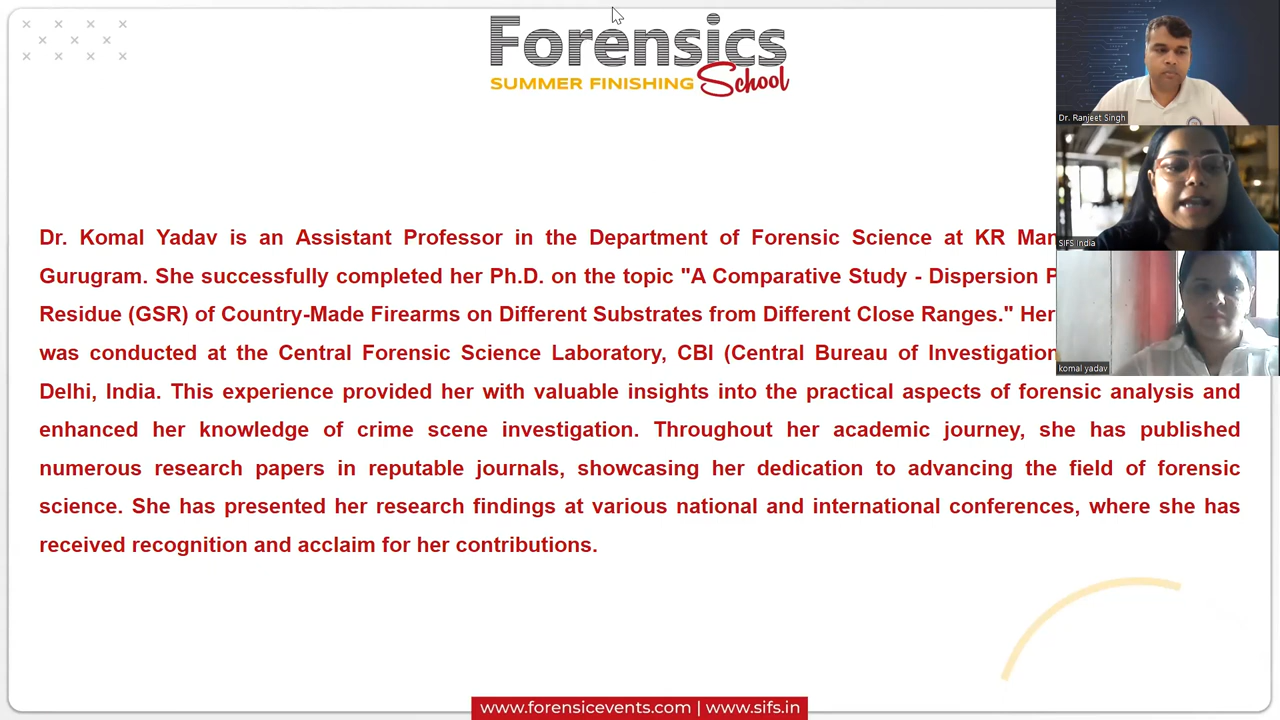 Forensics
SUMMER FINISHING School
Dr. Komal Yadav is an Assistant Professor in the Department of Forensic Science at KR
Gurugram. She successfully completed her Ph.D. on the topic "A Comparative Study - Dispersion
Residue (GSR) of Country-Made Firearms on Different Substrates from Different Close Ranges." Her
was conducted at the Central Forensic Science Laboratory, CBI (Central Bureau of Investigation
Delhi, India. This experience provided her with valuable insights into the practical aspects of forensic analysis and
enhanced her knowledge of crime scene investigation. Throughout her academic journey, she has published
numerous research papers in reputable journals, showcasing her dedication to advancing the field of forensic
science. She has presented her research findings at various national and international conferences, where she has
received recognition and acclaim for her contributions.
Dr. Ranjeet Singh
SIFS India
komal yadav
www.forensicevents.com | www.sifs.in